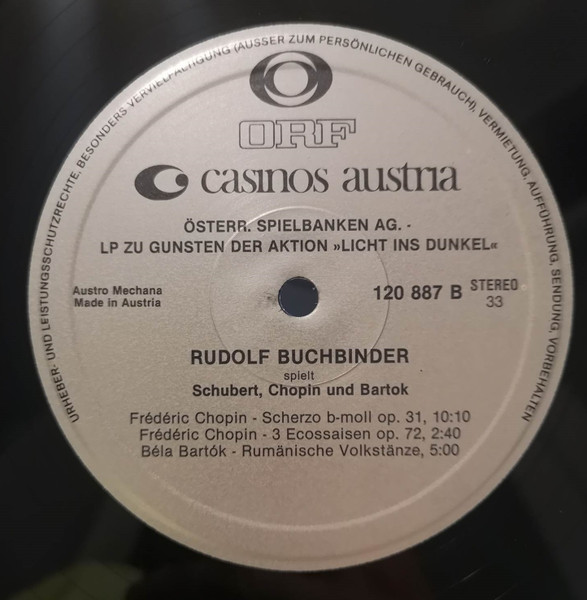 URHEBER- UND LEISTUNGSSCHUTZRECHTE, BESONDERS VERVIELFÄLTIGUNG (AUSSER ZUM PERSÖNLICHEN GEBRAUCH), VERMIETUNG, AUFFÜHRUNG, SENDUNG, VORBEHALTEN
ORF
casinos austria
ÖSTERR. SPIELBANKEN AG. -
LP ZU GUNSTEN DER AKTION »LICHT INS DUNKEL«
Austro Mechana
Made in Austria
120 887 B
STEREO
33
RUDOLF BUCHBINDER
spielt
Schubert, Chopin und Bartok
Frédéric Chopin - Scherzo b-moll op. 31, 10:10
Frédéric Chopin - 3 Ecossaisen op. 72, 2:40
Béla Bartók - Rumänische Volkstänze, 5:00